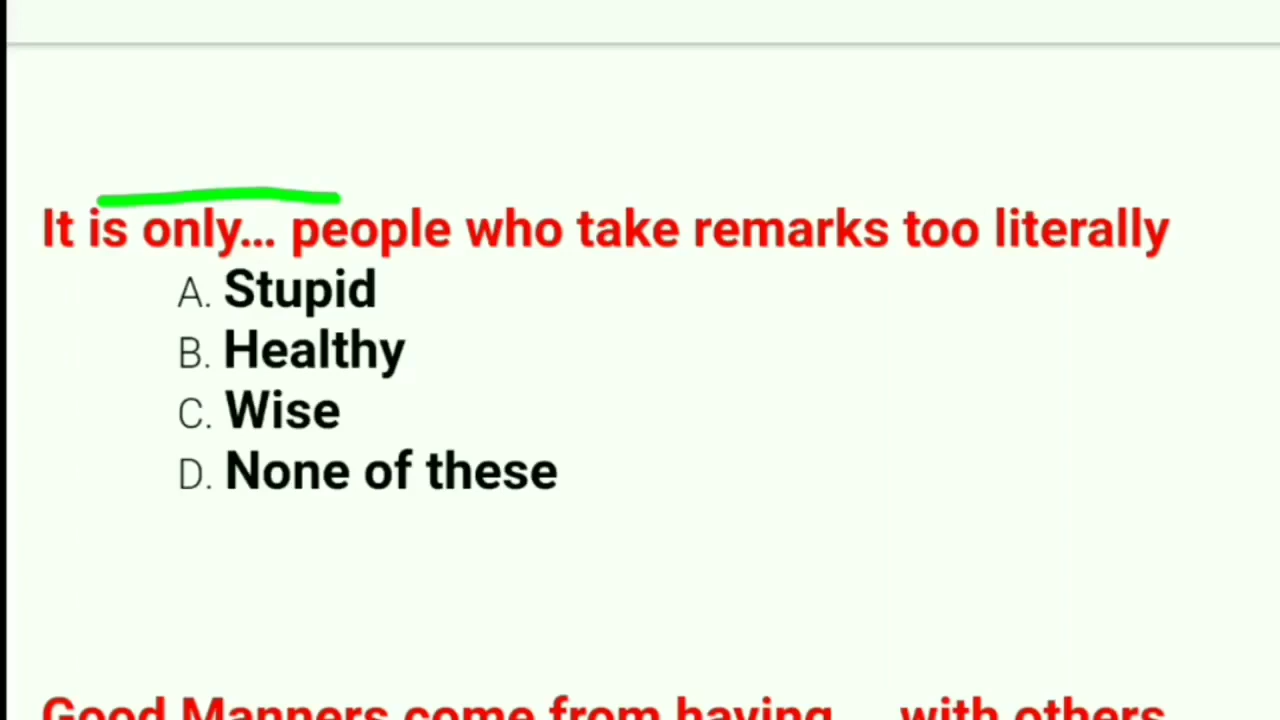 It is only... people who take remarks too literally
A. Stupid
B. Healthy
C. Wise
D. None of these
Good Manners come from having... with others